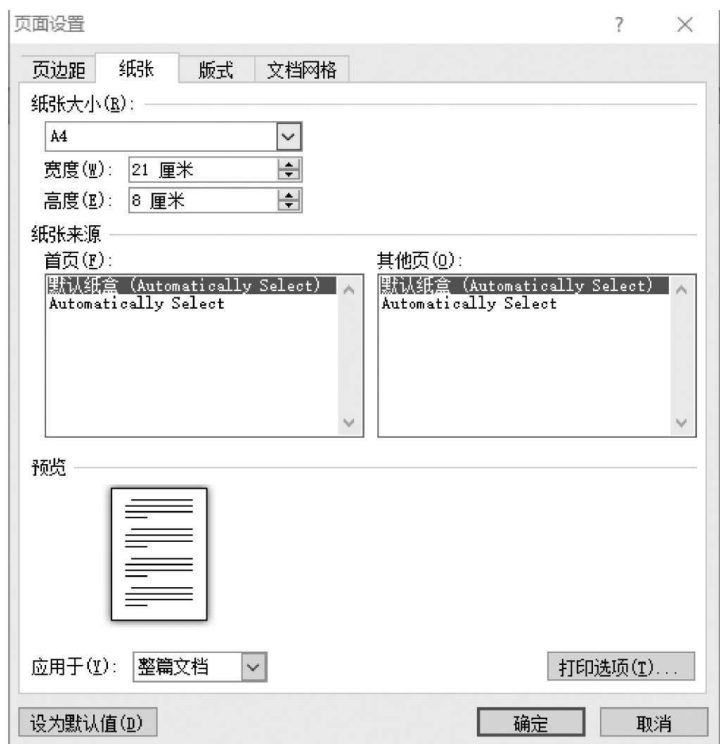 页面设置 ? ×
页边距 纸张 版式 文档网格
纸张大小(R):
A4
宽度(W): 21 厘米
高度(E): 8 厘米
纸张来源
首页(F): 其他页(O):
默认纸盒 (Automatically Select) 默认纸盒 (Automatically Select)
Automatically Select Automatically Select
预览
应用于(Y): 整篇文档 打印选项(T)...
设为默认值(D) 确定 取消